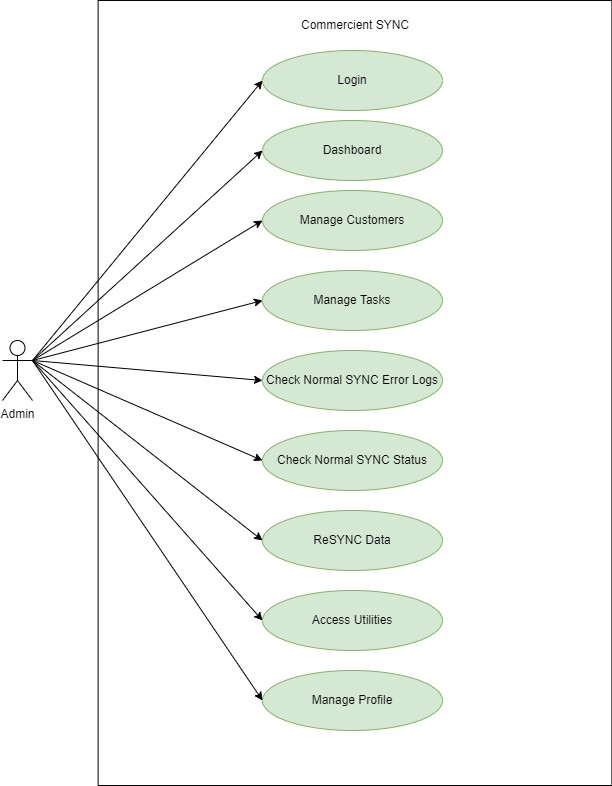 Commercient SYNC
Login
Dashboard
Manage Customers
Manage Tasks
Check Normal SYNC Error Logs
Admin
Check Normal SYNC Status
ReSYNC Data
Access Utilities
Manage Profile